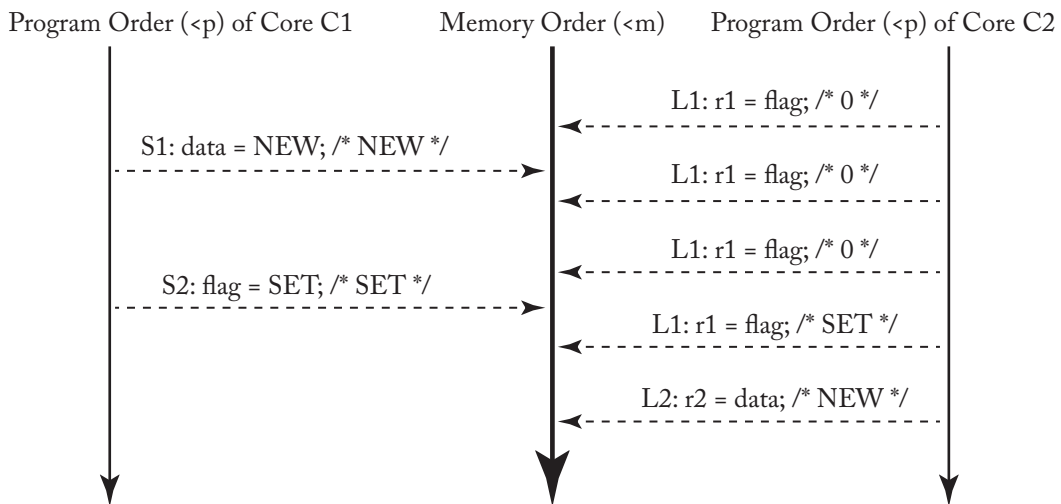 Program Order (<p) of Core C1
Memory Order (<m)
Program Order (<p) of Core C2
L1: r1 = flag; /* 0 */
S1: data = NEW; /* NEW */
L1: r1 = flag; /* 0 */
L1: r1 = flag; /* 0 */
S2: flag = SET; /* SET */
L1: r1 = flag; /* SET */
L2: r2 = data; /* NEW */